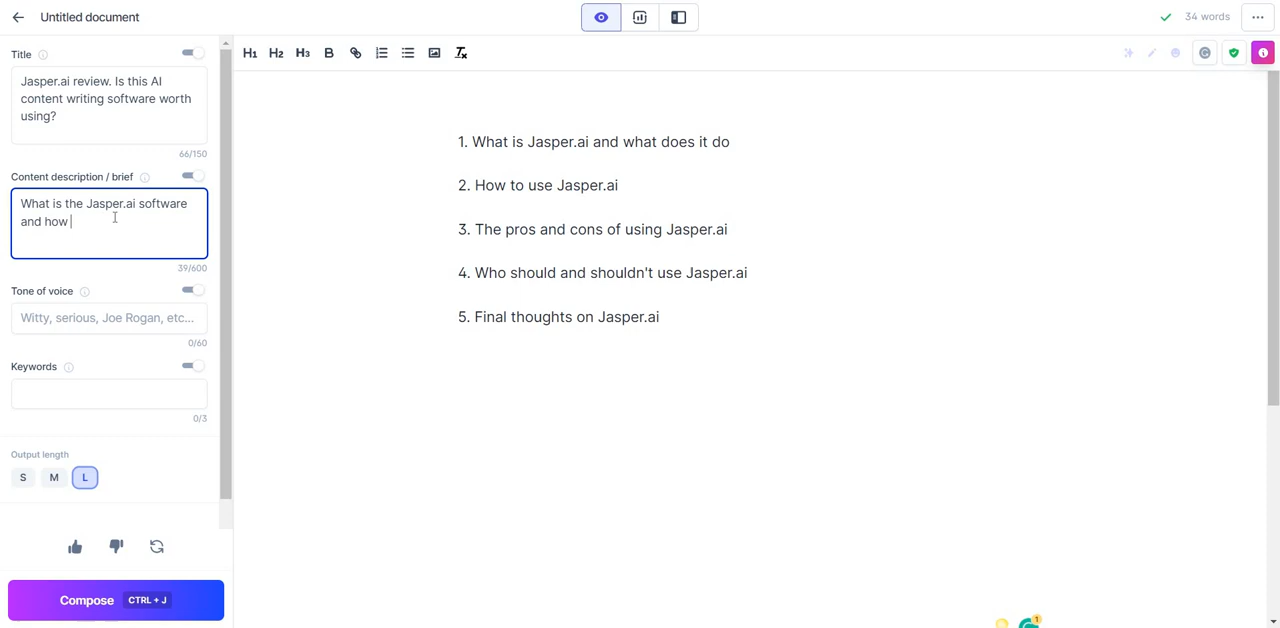 Untitled document
34 words
Title
Jasper.ai review. Is this AI
content writing software worth
using?
66/150
Content description / brief
What is the Jasper.ai software
and how
39/600
Tone of voice
Witty, serious, Joe Rogan, etc...
0/60
Keywords
0/3
Output length
S M L
Compose CTRL + J
H1 H2 H3 B
1. What is Jasper.ai and what does it do
2. How to use Jasper.ai
3. The pros and cons of using Jasper.ai
4. Who should and shouldn't use Jasper.ai
5. Final thoughts on Jasper.ai
1